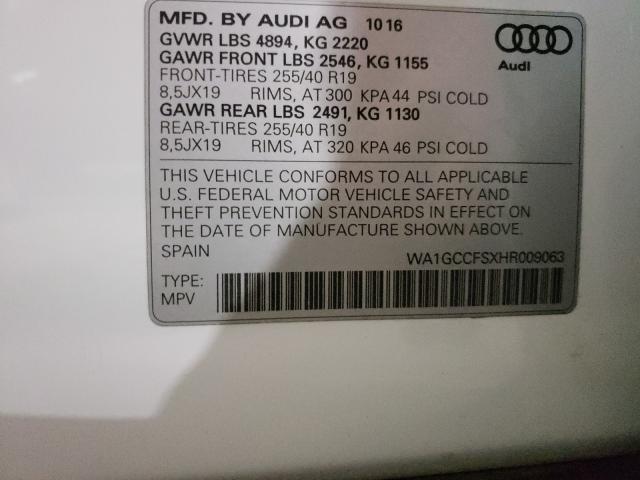 MFD. BY AUDI AG 10 16
GVWR LBS 4894, KG 2220
GAWR FRONT LBS 2546, KG 1155
FRONT-TIRES 255/40 R19
8,5JX19 RIMS, AT 300 KPA 44 PSI COLD
GAWR REAR LBS 2491, KG 1130
REAR-TIRES 255/40 R19
8,5JX19 RIMS, AT 320 KPA 46 PSI COLD
Audi
THIS VEHICLE CONFORMS TO ALL APPLICABLE
U.S. FEDERAL MOTOR VEHICLE SAFETY AND
THEFT PREVENTION STANDARDS IN EFFECT ON
THE DATE OF MANUFACTURE SHOWN ABOVE.
SPAIN WA1GCCFSXHR009063
TYPE:
MPV